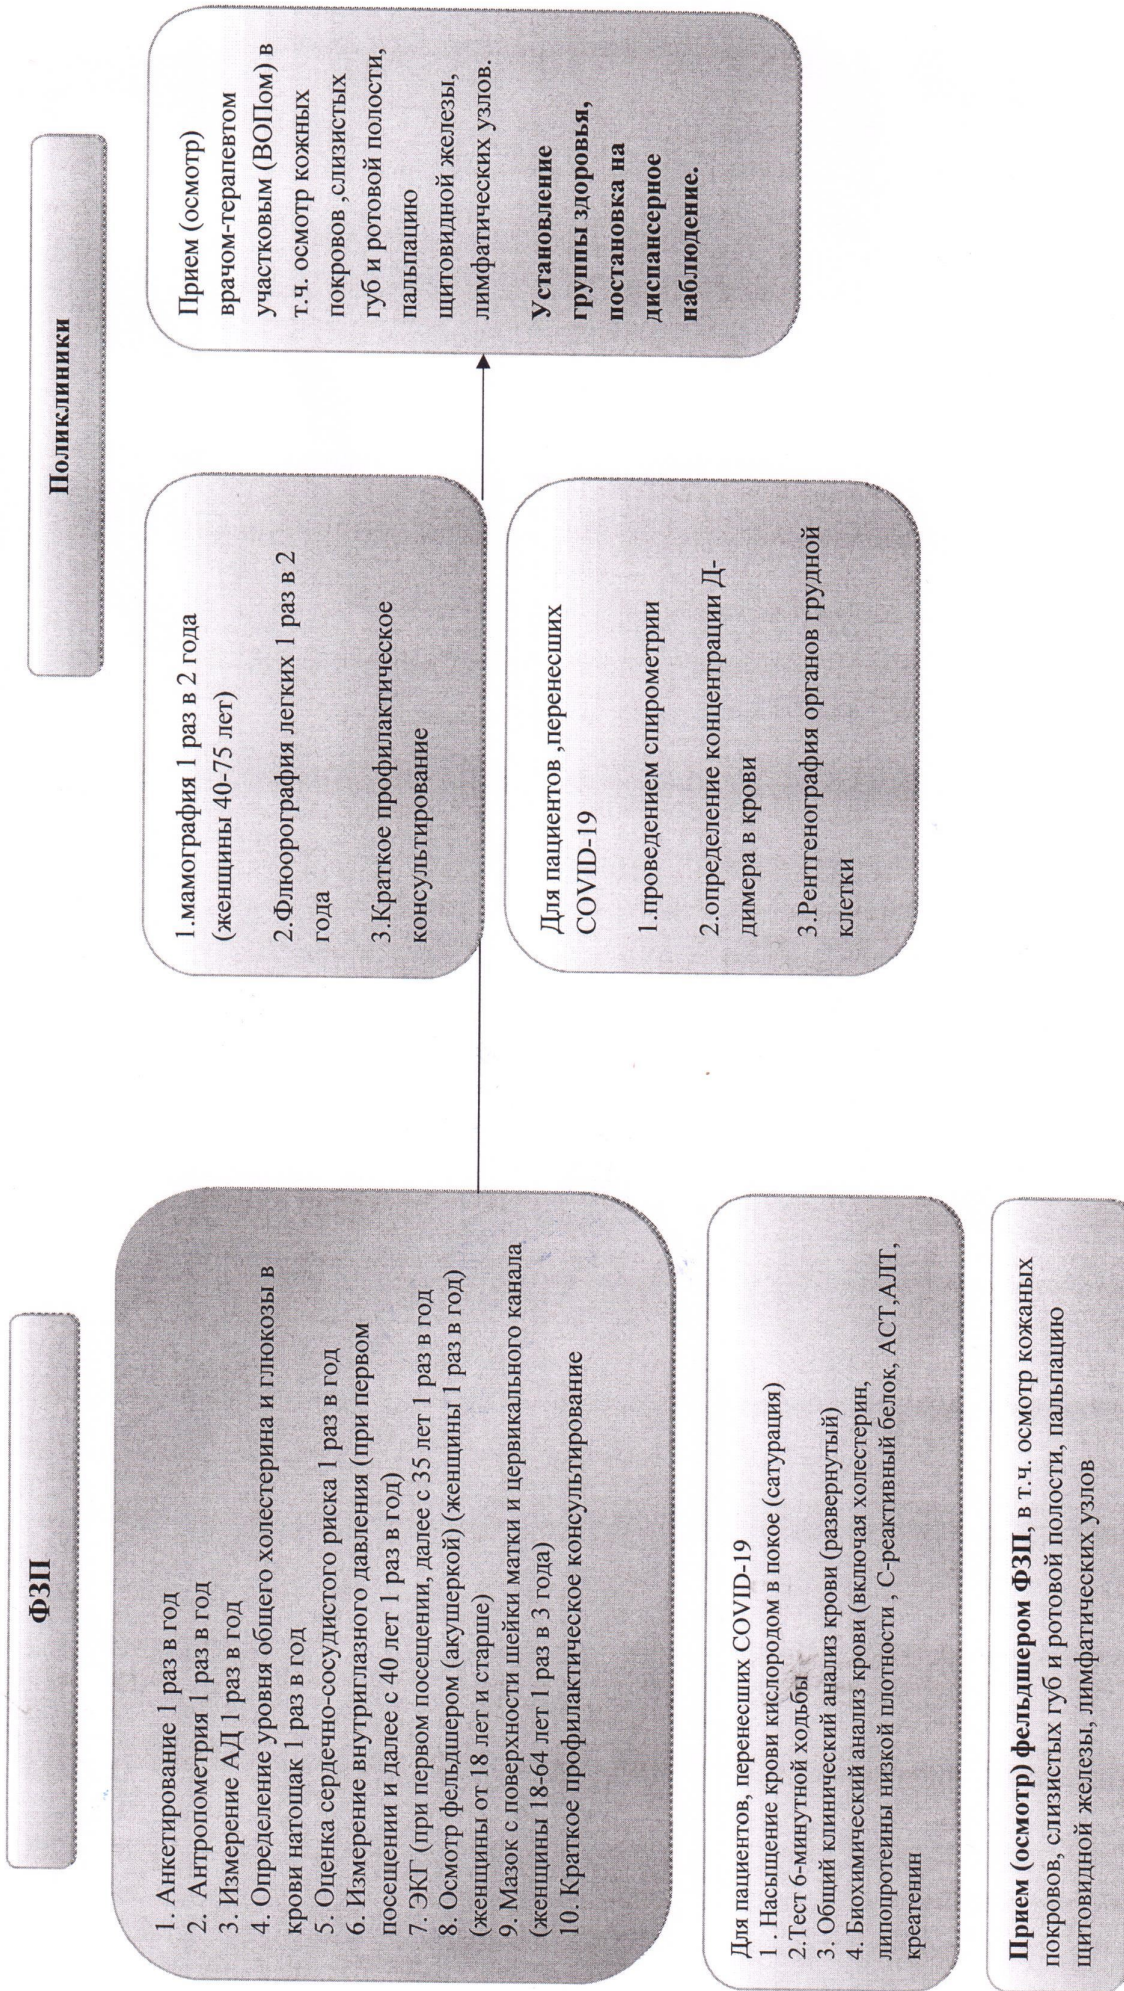 ФЗП
1. Анкетирование 1 раз в год
2. Антропометрия 1 раз в год
3. Измерение АД 1 раз в год
4. Определение уровня общего холестерина и глюкозы в
крови натощак 1 раз в год
5. Оценка сердечно-сосудистого риска 1 раз в год
6. Измерение внутриглазного давления (при первом
посещении и далее с 40 лет 1 раз в год)
7. ЭКГ (при первом посещении, далее с 35 лет 1 раз в год
8. Осмотр фельдшером (акушеркой) (женщины 1 раз в год)
(женщины от 18 лет и старше)
9. Мазок с поверхности шейки матки и цервикального канала
(женщины 18-64 лет 1 раз в 3 года)
10. Краткое профилактическое консультирование
Для пациентов, перенесших COVID-19
1 . Насыщение крови кислородом в покое (сатурация)
2.Тест 6-минутной ходьбы
3. Общий клинический анализ крови (развернутый)
4. Биохимический анализ крови (включая холестерин,
липопротеины низкой плотности , С-реактивный белок, АСТ,АЛТ,
креатенин
Прием (осмотр) фельдшером ФЗП, в т.ч. осмотр кожаных
покровов, слизистых губ и ротовой полости, пальпацию
щитовидной железы, лимфатических узлов
Поликлиники
1.мамография 1 раз в 2 года
(женщины 40-75 лет)
2.Флюорография легких 1 раз в 2
года
3.Краткое профилактическое
консультирование
Для пациентов ,перенесших
COVID-19
1.проведением спирометрии
2.определение концентрации Д-
димера в крови
3.Рентгенография органов грудной
клетки
Прием (осмотр)
врачом-терапевтом
участковым (ВОПом) в
т.ч. осмотр кожных
покровов ,слизистых
губ и ротовой полости,
пальпацию
щитовидной железы,
лимфатических узлов.
Установление
группы здоровья,
постановка на
диспансерное
наблюдение.